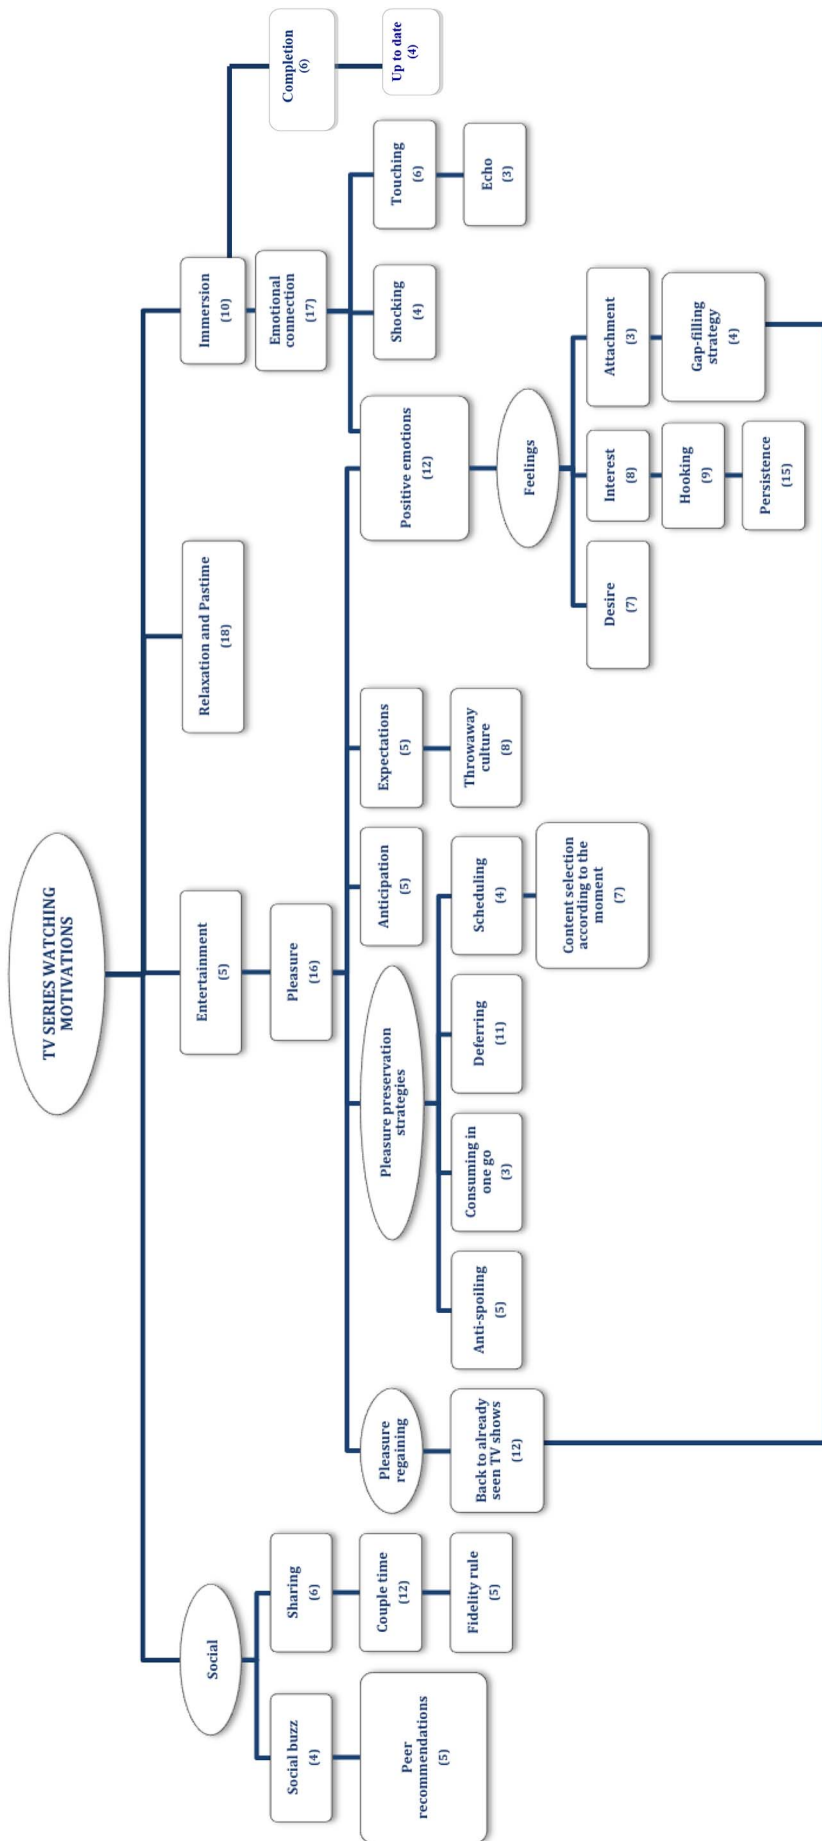 TV SERIES WATCHING
MOTIVATIONS
Social
Entertainment
(5)
Relaxation and Pastime
(18)
Immersion
(10)
Social buzz
(4)
Sharing
(6)
Pleasure
(16)
Emotional
connection
(17)
Completion
(6)
Peer
recommendations
(5)
Couple time
(12)
Pleasure
regaining
Pleasure preservation
strategies
Anticipation
(5)
Expectations
(5)
Positive emotions
(12)
Shocking
(4)
Touching
(6)
Up to date
(4)
Fidelity rule
(5)
Back to already
seen TV shows
(12)
Anti-spoiling
(5)
Consuming in
one go
(3)
Deferring
(11)
Scheduling
(4)
Throwaway
culture
(8)
Feelings
Echo
(3)
Content selection
according to the
moment
(7)
Desire
(7)
Interest
(8)
Attachment
(3)
Hooking
(9)
Gap-filling
strategy
(4)
Persistence
(15)